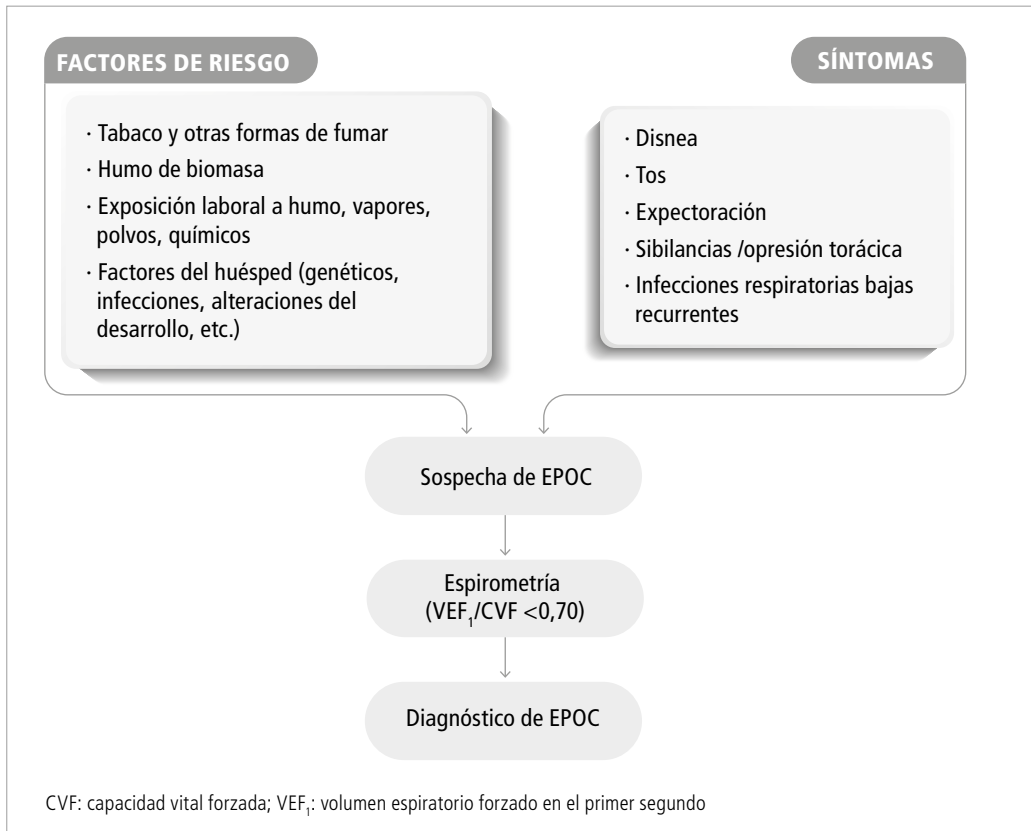 FACTORES DE RIESGO
· Tabaco y otras formas de fumar
· Humo de biomasa
· Exposición laboral a humo, vapores,
polvos, químicos
· Factores del huésped (genéticos,
infecciones, alteraciones del
desarrollo, etc.)
SÍNTOMAS
· Disnea
· Tos
· Expectoración
· Sibilancias /opresión torácica
· Infecciones respiratorias bajas
recurrentes
Sospecha de EPOC
Espirometría
(VEF₁/CVF <0,70)
Diagnóstico de EPOC
CVF: capacidad vital forzada; VEF₁: volumen espiratorio forzado en el primer segundo